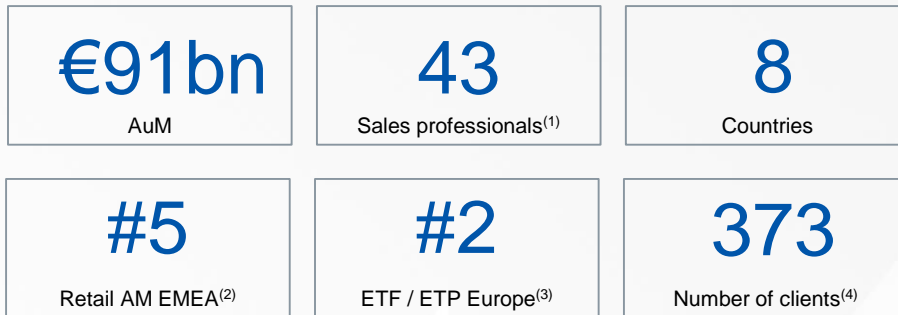 €91bn
AuM
43
Sales professionals(1)
8
Countries
#5
Retail AM EMEA(2)
#2
ETF / ETP Europe(3)
373
Number of clients(4)